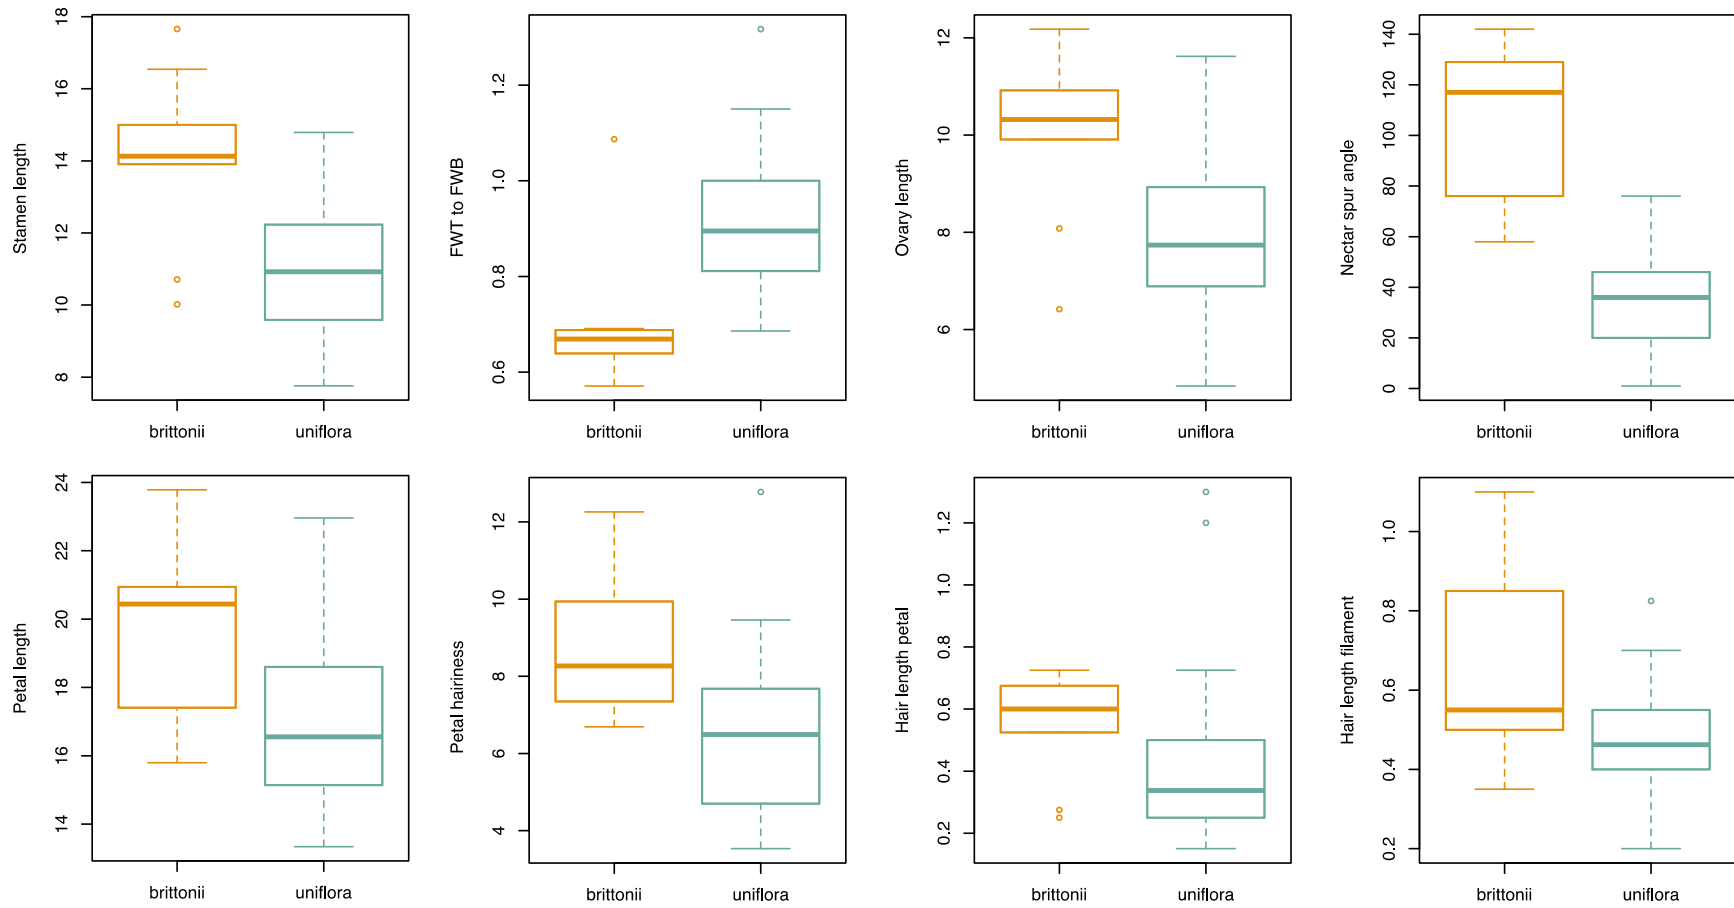 Stamen length
8 10 12 14 16 18
brittonii uniflora
FWT to FWB
0.6 0.8 1.0 1.2
brittonii uniflora
Ovary length
6 8 10 12
brittonii uniflora
Nectar spur angle
0 20 40 60 80 100 120 140
brittonii uniflora
Petal length
14 16 18 20 22 24
brittonii uniflora
Petal hairiness
4 6 8 10 12
brittonii uniflora
Hair length petal
0.2 0.4 0.6 0.8 1.0 1.2
brittonii uniflora
Hair length filament
0.2 0.4 0.6 0.8 1.0
brittonii uniflora